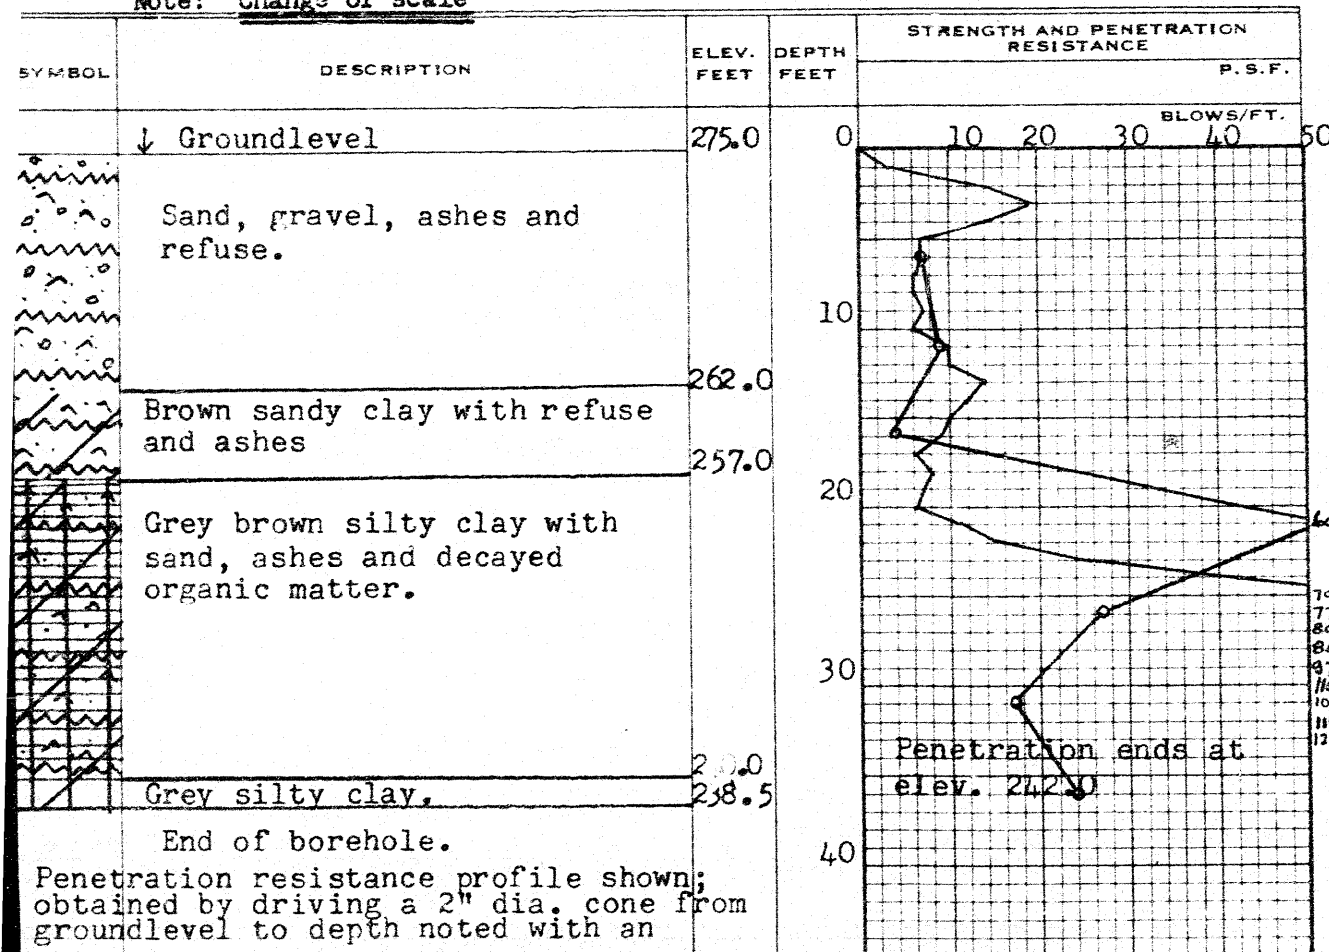 Note: Change of scale
SYMBOL
DESCRIPTION
ELEV. FEET
DEPTH FEET
STRENGTH AND PENETRATION RESISTANCE
P.S.F.
BLOWS/FT.
↓ Groundlevel
275.0
0 10 20 30 40 50
Sand, gravel, ashes and
refuse.
10
262.0
Brown sandy clay with refuse
and ashes
257.0
20
Grey brown silty clay with
sand, ashes and decayed
organic matter.
30
Penetration ends at
elev. 242.0
Grey silty clay.
238.5
End of borehole.
40
Penetration resistance profile shown;
obtained by driving a 2" dia. cone from
groundlevel to depth noted with an